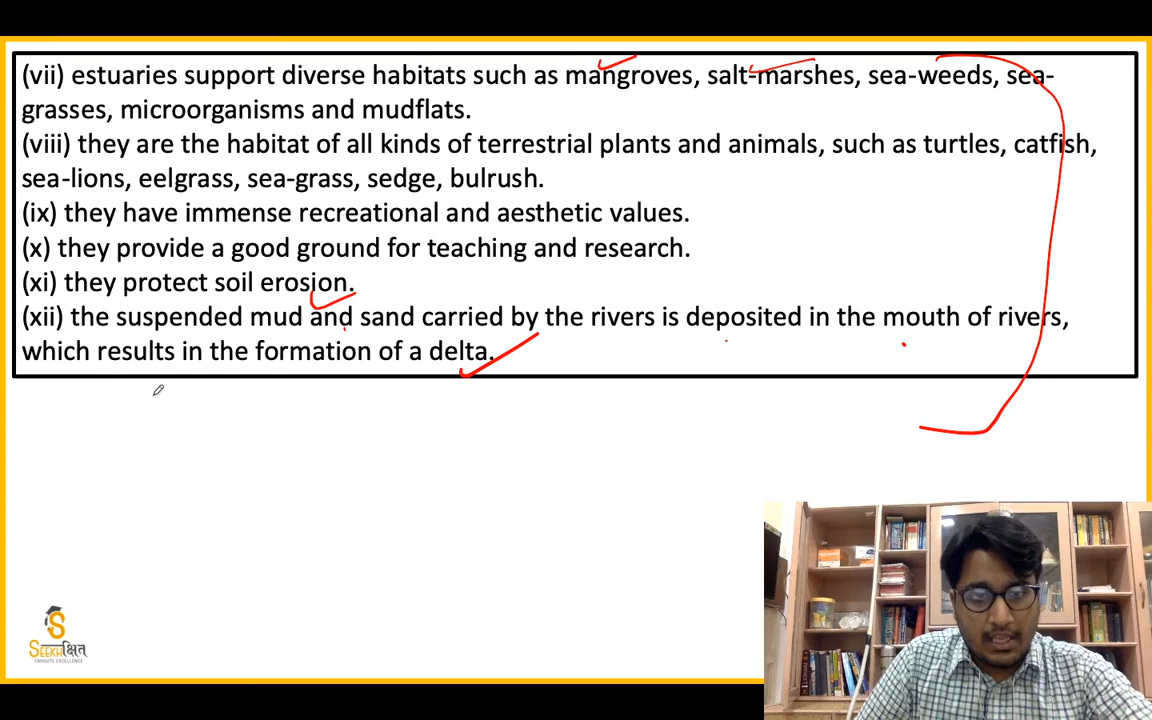 (vii) estuaries support diverse habitats such as mangroves, salt-marshes, sea-weeds, sea-
grasses, microorganisms and mudflats.
(viii) they are the habitat of all kinds of terrestrial plants and animals, such as turtles, catfish,
sea-lions, eelgrass, sea-grass, sedge, bulrush.
(ix) they have immense recreational and aesthetic values.
(x) they provide a good ground for teaching and research.
(xi) they protect soil erosion.
(xii) the suspended mud and sand carried by the rivers is deposited in the mouth of rivers,
which results in the formation of a delta.
SEEKHक्षित